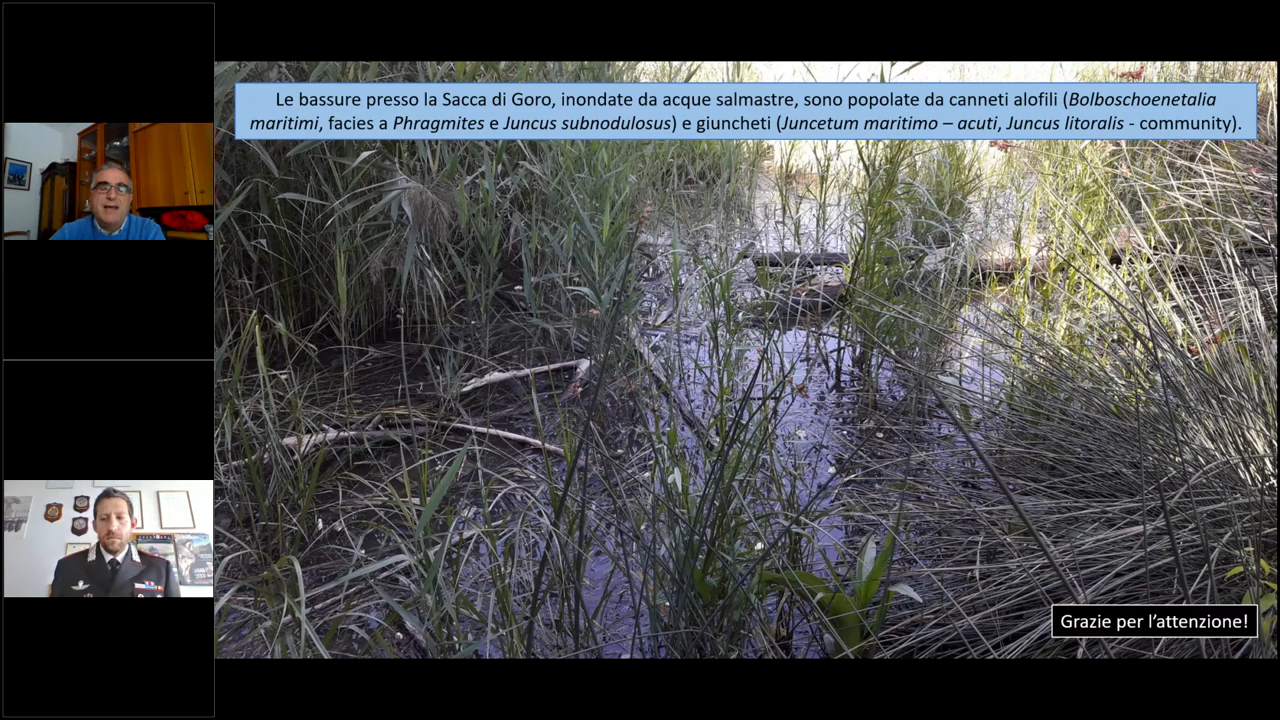 Le bassure presso la Sacca di Goro, inondate da acque salmastre, sono popolate da canneti alofili (Bolboschoenetalia
maritimi, facies a Phragmites e Juncus subnodulosus) e giuncheti (Juncetum maritimo – acuti, Juncus litoralis - community).
Grazie per l'attenzione!